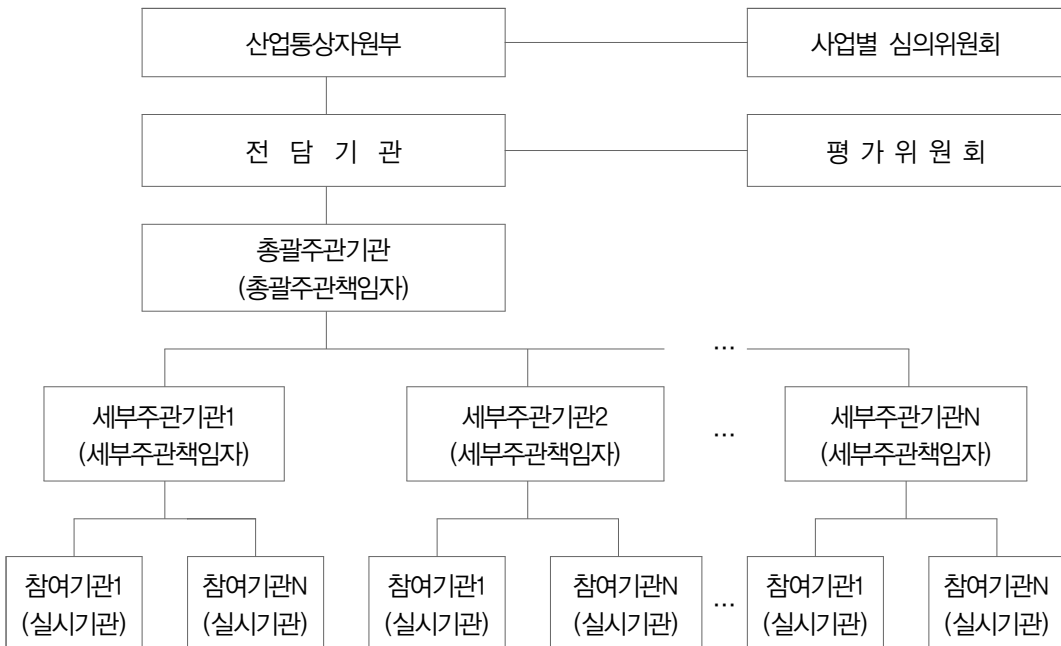 산업통상자원부
사업별 심의위원회
전 담 기 관
평 가 위 원 회
총괄주관기관
(총괄주관책임자)
...
세부주관기관1
(세부주관책임자)
세부주관기관2
(세부주관책임자)
...
세부주관기관N
(세부주관책임자)
참여기관1
(실시기관)
참여기관N
(실시기관)
참여기관1
(실시기관)
참여기관N
(실시기관)
...
참여기관1
(실시기관)
참여기관N
(실시기관)